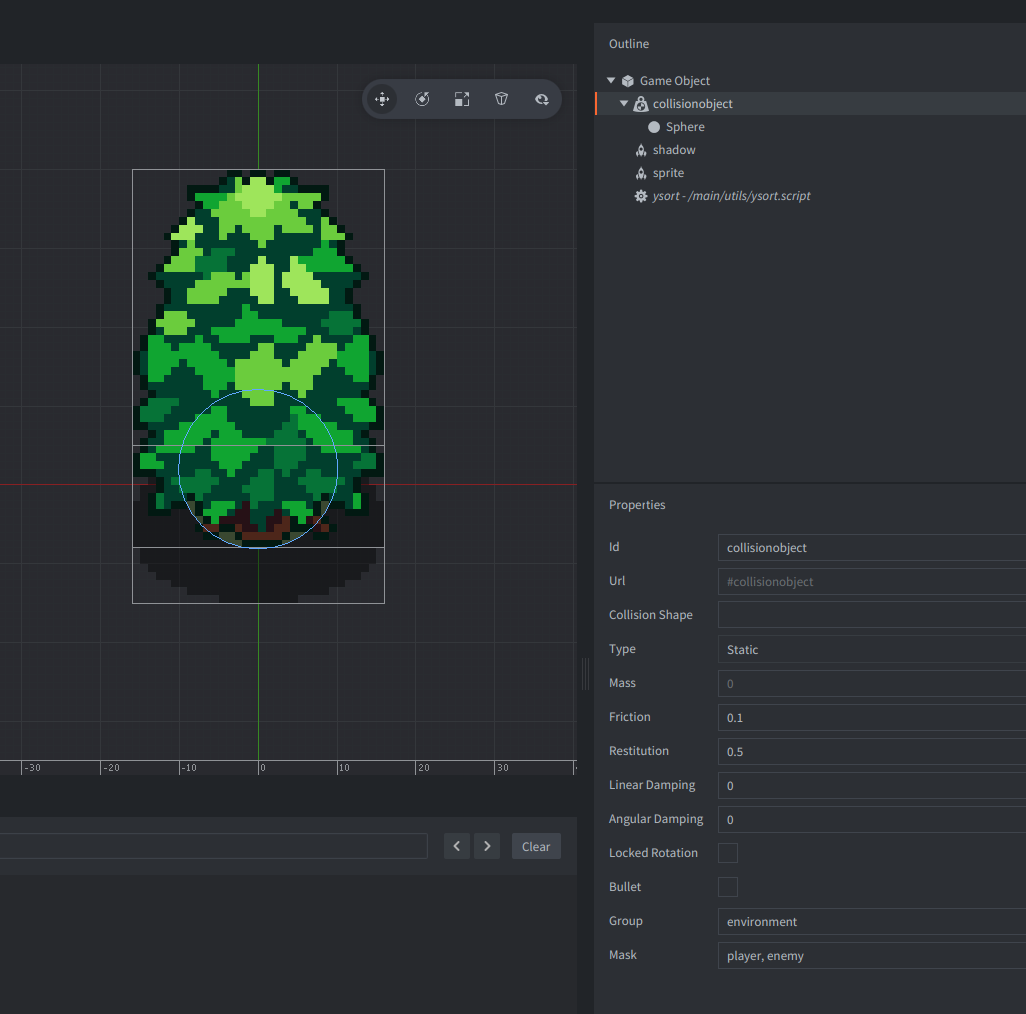 Outline
Game Object
collisionobject
Sphere
shadow
sprite
ysort - /main/utils/ysort.script
-30 -20 -10 0 10 20 30
Clear
Properties
Id collisionobject
Url #collisionobject
Collision Shape
Type Static
Mass 0
Friction 0.1
Restitution 0.5
Linear Damping 0
Angular Damping 0
Locked Rotation
Bullet
Group environment
Mask player, enemy